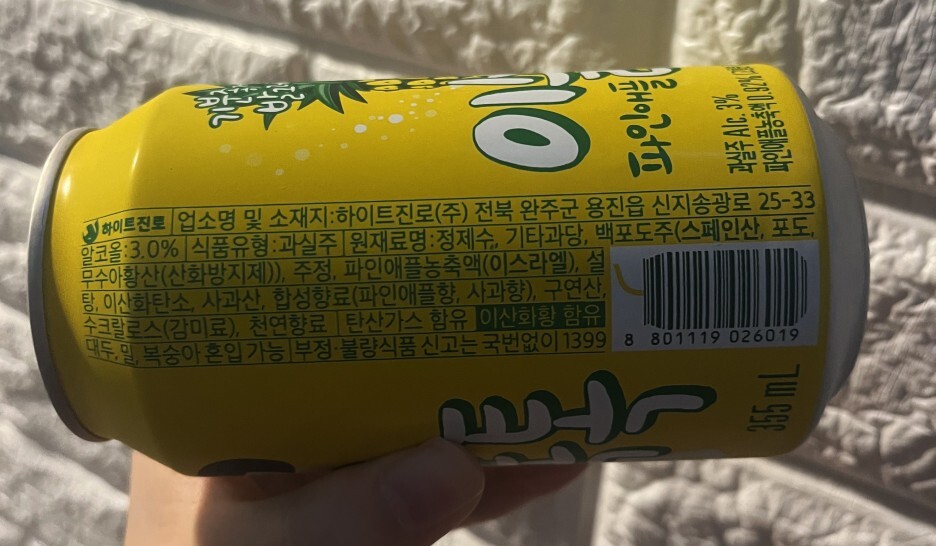 하이트진로 업소명 및 소재지:하이트진로(주) 전북 완주군 용진읍 신지송광로 25-33
알코올:3.0% 식품유형:과실주 원재료명:정제수, 기타과당, 백포도주(스페인산, 포도,
무수아황산(산화방지제)), 주정, 파인애플농축액(이스라엘), 설
탕, 이산화탄소, 사과산, 합성향료(파인애플향, 사과향), 구연산,
수크랄로스(감미료), 천연향료 탄산가스 함유 이산화황 함유
대두, 밀, 복숭아 혼입 가능 부정·불량식품 신고는 국번없이 1399
8 801119 026019
파인애플
과실주 Alc. 3%
파인애플농축액 0.92%
355 mL